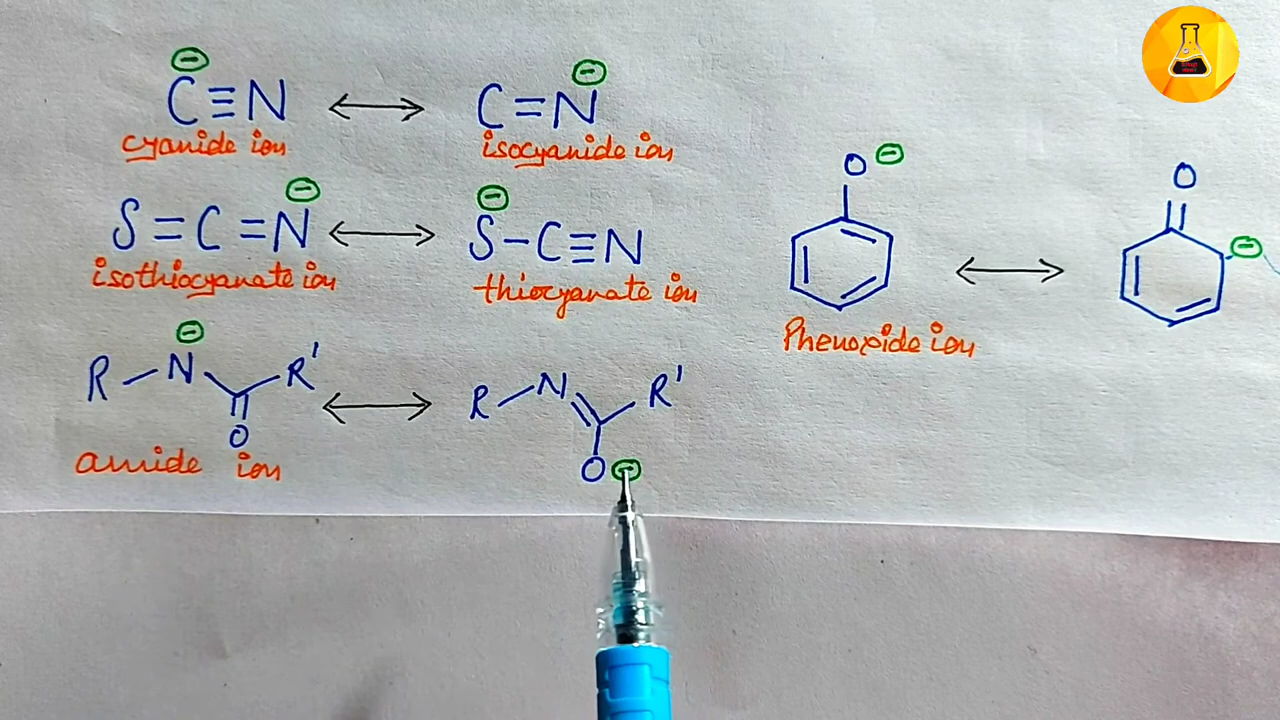 ⊖
C≡N ⟷ C=N⊖
cyanide ion isocyanide ion
S=C=N⊖ ⟷ ⊖S-C≡N
isothiocyanate ion thiocyanate ion
⊖
R N R' ⟷ R N R'
O O⊖
amide ion
O⊖ ⟷ O ⊖
Phenoxide ion